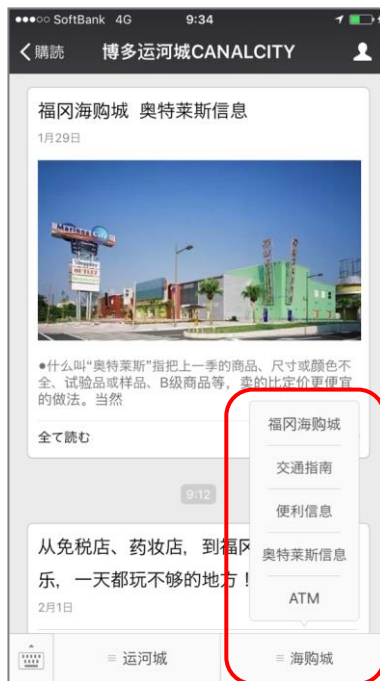 SoftBank 4G 9:34
購読 博多运河城CANALCITY
福冈海购城 奥特莱斯信息
1月29日
Marinoa City
OUTLET
●什么叫“奥特莱斯”指把上一季的商品、尺寸或颜色不
全、试验品或样品、B级商品等，卖的比定价更便宜
的做法。当然
全て読む
9:12
从免税店、药妆店，到福冈
乐，一天都玩不够的地方！
2月1日
福冈海购城
交通指南
便利信息
奥特莱斯信息
ATM
运河城
海购城